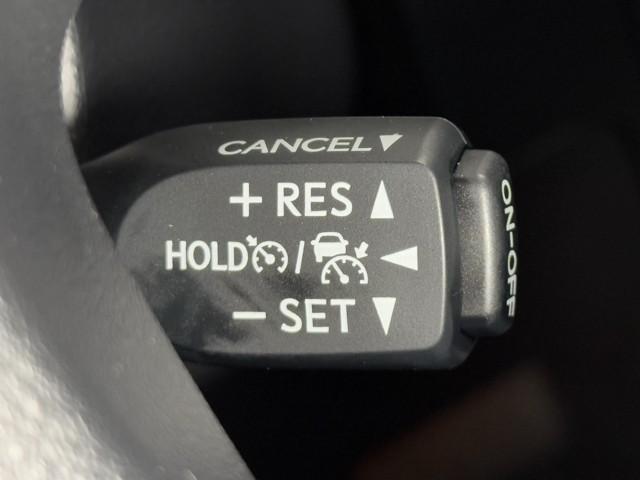 CANCEL ▼
+ RES ▲
HOLD / ◀
− SET ▼
ON-OFF